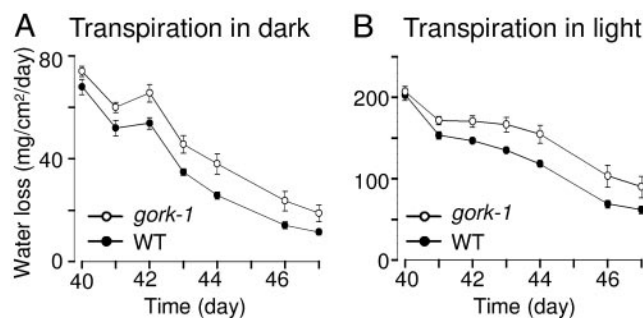 A Transpiration in dark
Water loss (mg/cm²/day)
80
40
0
gork-1
WT
40 42 44 46
Time (day)
B Transpiration in light
200
100
0
gork-1
WT
40 42 44 46
Time (day)